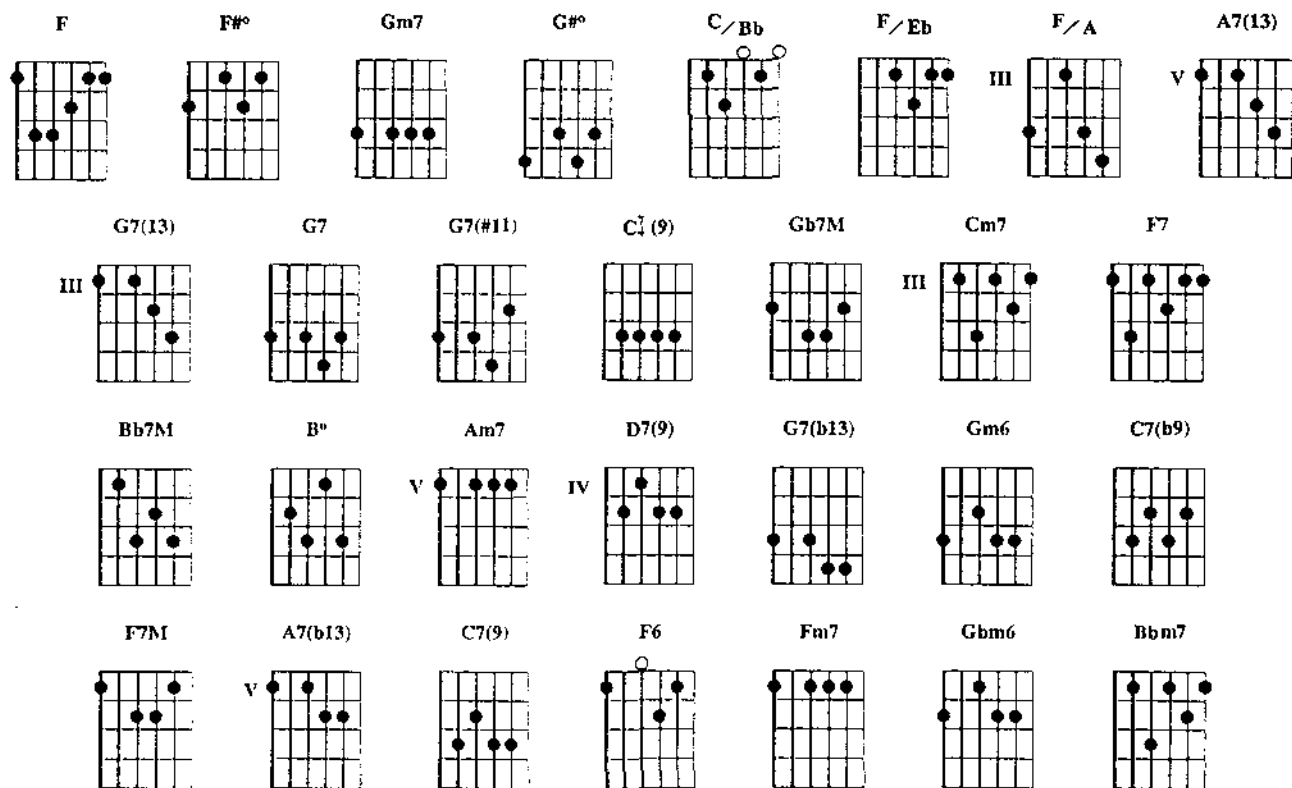 F F#º Gm7 G#º C/Bb F/Eb F/A A7(13)
III V
G7(13) G7 G7(#11) C7/4(9) Gb7M Cm7 F7
III III
Bb7M Bº Am7 D7(9) G7(b13) Gm6 C7(b9)
V IV
F7M A7(b13) C7(9) F6 Fm7 Gbm6 Bbm7
V